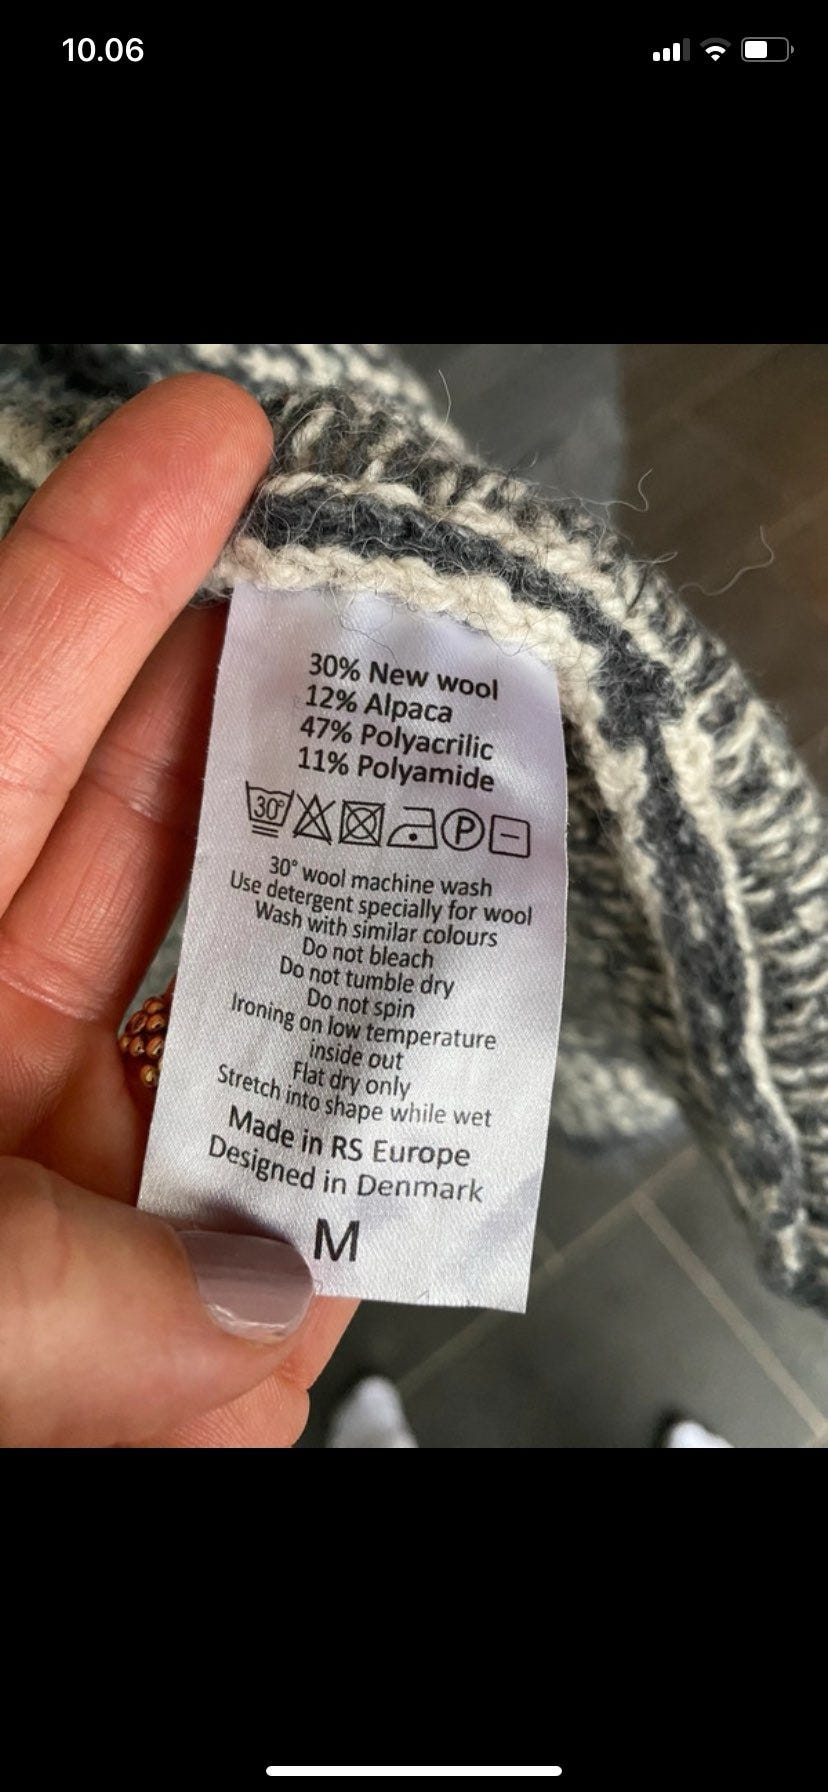 10.06
30% New wool
12% Alpaca
47% Polyacrilic
11% Polyamide
30° P
30° wool machine wash
Use detergent specially for wool
Wash with similar colours
Do not bleach
Do not tumble dry
Do not spin
Ironing on low temperature
inside out
Flat dry only
Stretch into shape while wet
Made in RS Europe
Designed in Denmark
M